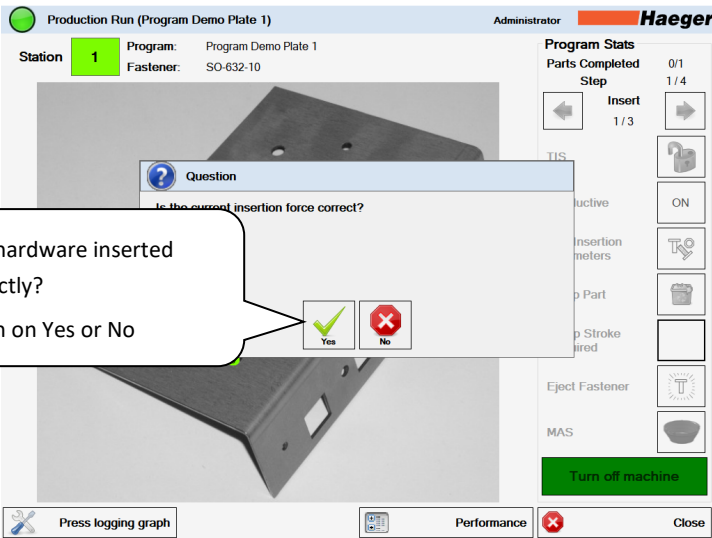 Production Run (Program Demo Plate 1)
Administrator
Haeger
Station
1
Program: Program Demo Plate 1
Fastener: SO-632-10
Program Stats
Parts Completed 0/1
Step 1 / 4
Insert
1 / 3
TIS
Question
Is the current insertion force correct?
uctive
ON
hardware inserted
ctly?
n on Yes or No
nsertion
meters
p Part
Yes
No
p Stroke
ired
Eject Fastener
MAS
Turn off machine
Press logging graph
Performance
Close